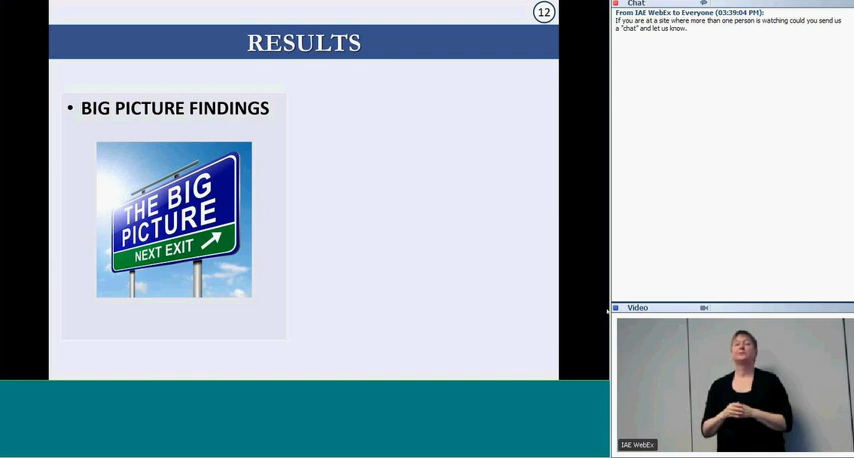 12
RESULTS
• BIG PICTURE FINDINGS
THE BIG
PICTURE
NEXT EXIT
Chat
From IAE WebEx to Everyone (03:39:04 PM):
If you are at a site where more than one person is watching could you send us
a "chat" and let us know.
Video
IAE WebEx